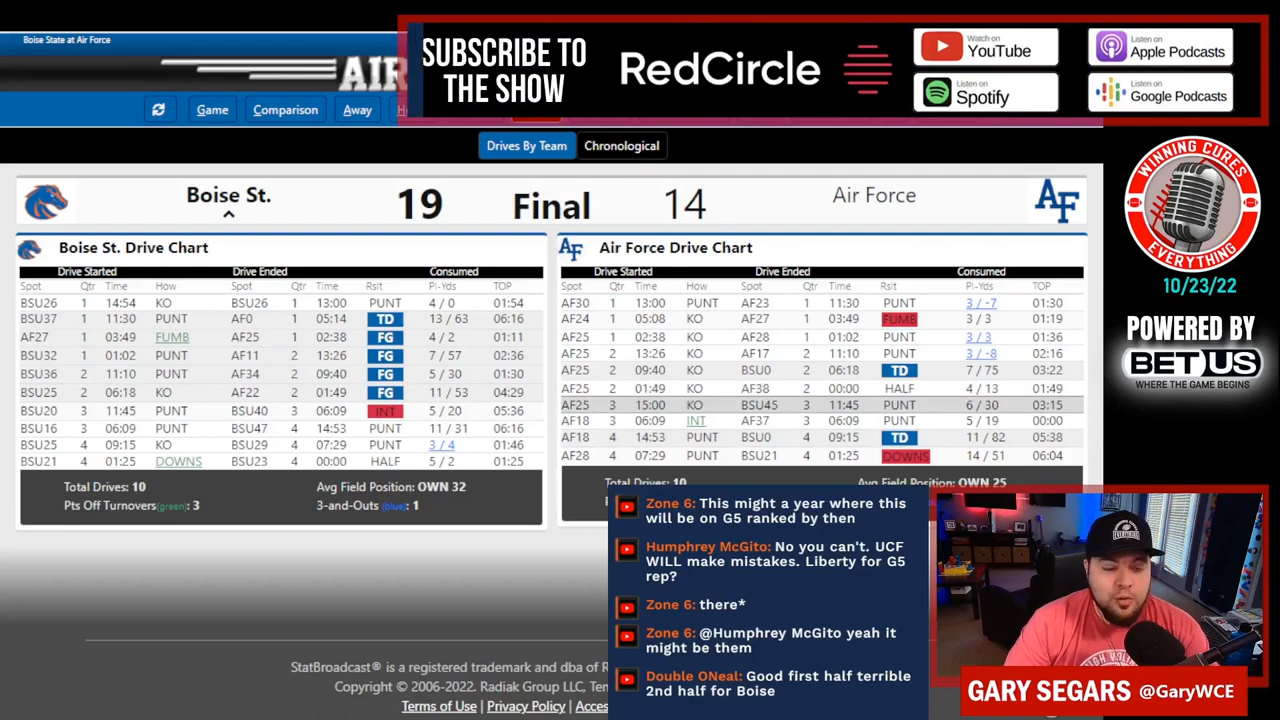 Boise State at Air Force
AIR
SUBSCRIBE TO
THE SHOW
RedCircle
Watch on
YouTube
Listen on
Apple Podcasts
Listen on
Spotify
Listen on
Google Podcasts
Game
Comparison
Away
Drives By Team
Chronological
Boise St.
19
Final
14
Air Force
AF
Boise St. Drive Chart
Drive Started Drive Ended Consumed
Spot Qtr Time How Spot Qtr Time Rslt Pl-Yds TOP
BSU26 1 14:54 KO BSU26 1 13:00 PUNT 4 / 0 01:54
BSU37 1 11:30 PUNT AF0 1 05:14 TD 13 / 63 06:16
AF27 1 03:49 FUMB AF25 1 02:38 FG 4 / 2 01:11
BSU32 1 01:02 PUNT AF11 2 13:26 FG 7 / 57 02:36
BSU36 2 11:10 PUNT AF34 2 09:40 FG 5 / 30 01:30
BSU25 2 06:18 KO AF22 2 01:49 FG 11 / 53 04:29
BSU20 3 11:45 PUNT BSU40 3 06:09 INT 5 / 20 05:36
BSU16 3 06:09 PUNT BSU47 4 14:53 PUNT 11 / 31 06:16
BSU25 4 09:15 KO BSU29 4 07:29 PUNT 3 / 4 01:46
BSU21 4 01:25 DOWNS BSU23 4 00:00 HALF 5 / 2 01:25
Total Drives: 10 Avg Field Position: OWN 32
Pts Off Turnovers(green): 3 3-and-Outs (blue): 1
AF
Air Force Drive Chart
Drive Started Drive Ended Consumed
Spot Qtr Time How Spot Qtr Time Rslt Pl-Yds TOP
AF30 1 13:00 PUNT AF23 1 11:30 PUNT 3 / -7 01:30
AF24 1 05:08 KO AF27 1 03:49 FUMB 3 / 3 01:19
AF25 1 02:38 KO AF28 1 01:02 PUNT 3 / 3 01:36
AF25 2 13:26 KO AF17 2 11:10 PUNT 3 / -8 02:16
AF25 2 09:40 KO BSU0 2 06:18 TD 7 / 75 03:22
AF25 2 01:49 KO AF38 2 00:00 HALF 4 / 13 01:49
AF25 3 15:00 KO BSU45 3 11:45 PUNT 6 / 30 03:15
AF18 3 06:09 INT AF37 3 06:09 PUNT 5 / 19 00:00
AF18 4 14:53 PUNT BSU0 4 09:15 TD 11 / 82 05:38
AF28 4 07:29 PUNT BSU21 4 01:25 DOWNS 14 / 51 06:04
Total Drives: 10 Avg Field Position: OWN 25
Zone 6: This might a year where this
will be on G5 ranked by then
Humphrey McGito: No you can't. UCF
WILL make mistakes. Liberty for G5
rep?
Zone 6: there*
Zone 6: @Humphrey McGito yeah it
might be them
Double ONeal: Good first half terrible
2nd half for Boise
StatBroadcast® is a registered trademark and dba of
Copyright © 2006-2022. Radiak Group LLC,
Terms of Use | Privacy Policy |
WINNING CURES
EVERYTHING
10/23/22
POWERED BY
BETUS
WHERE THE GAME BEGINS
GARY SEGARS @GaryWCE